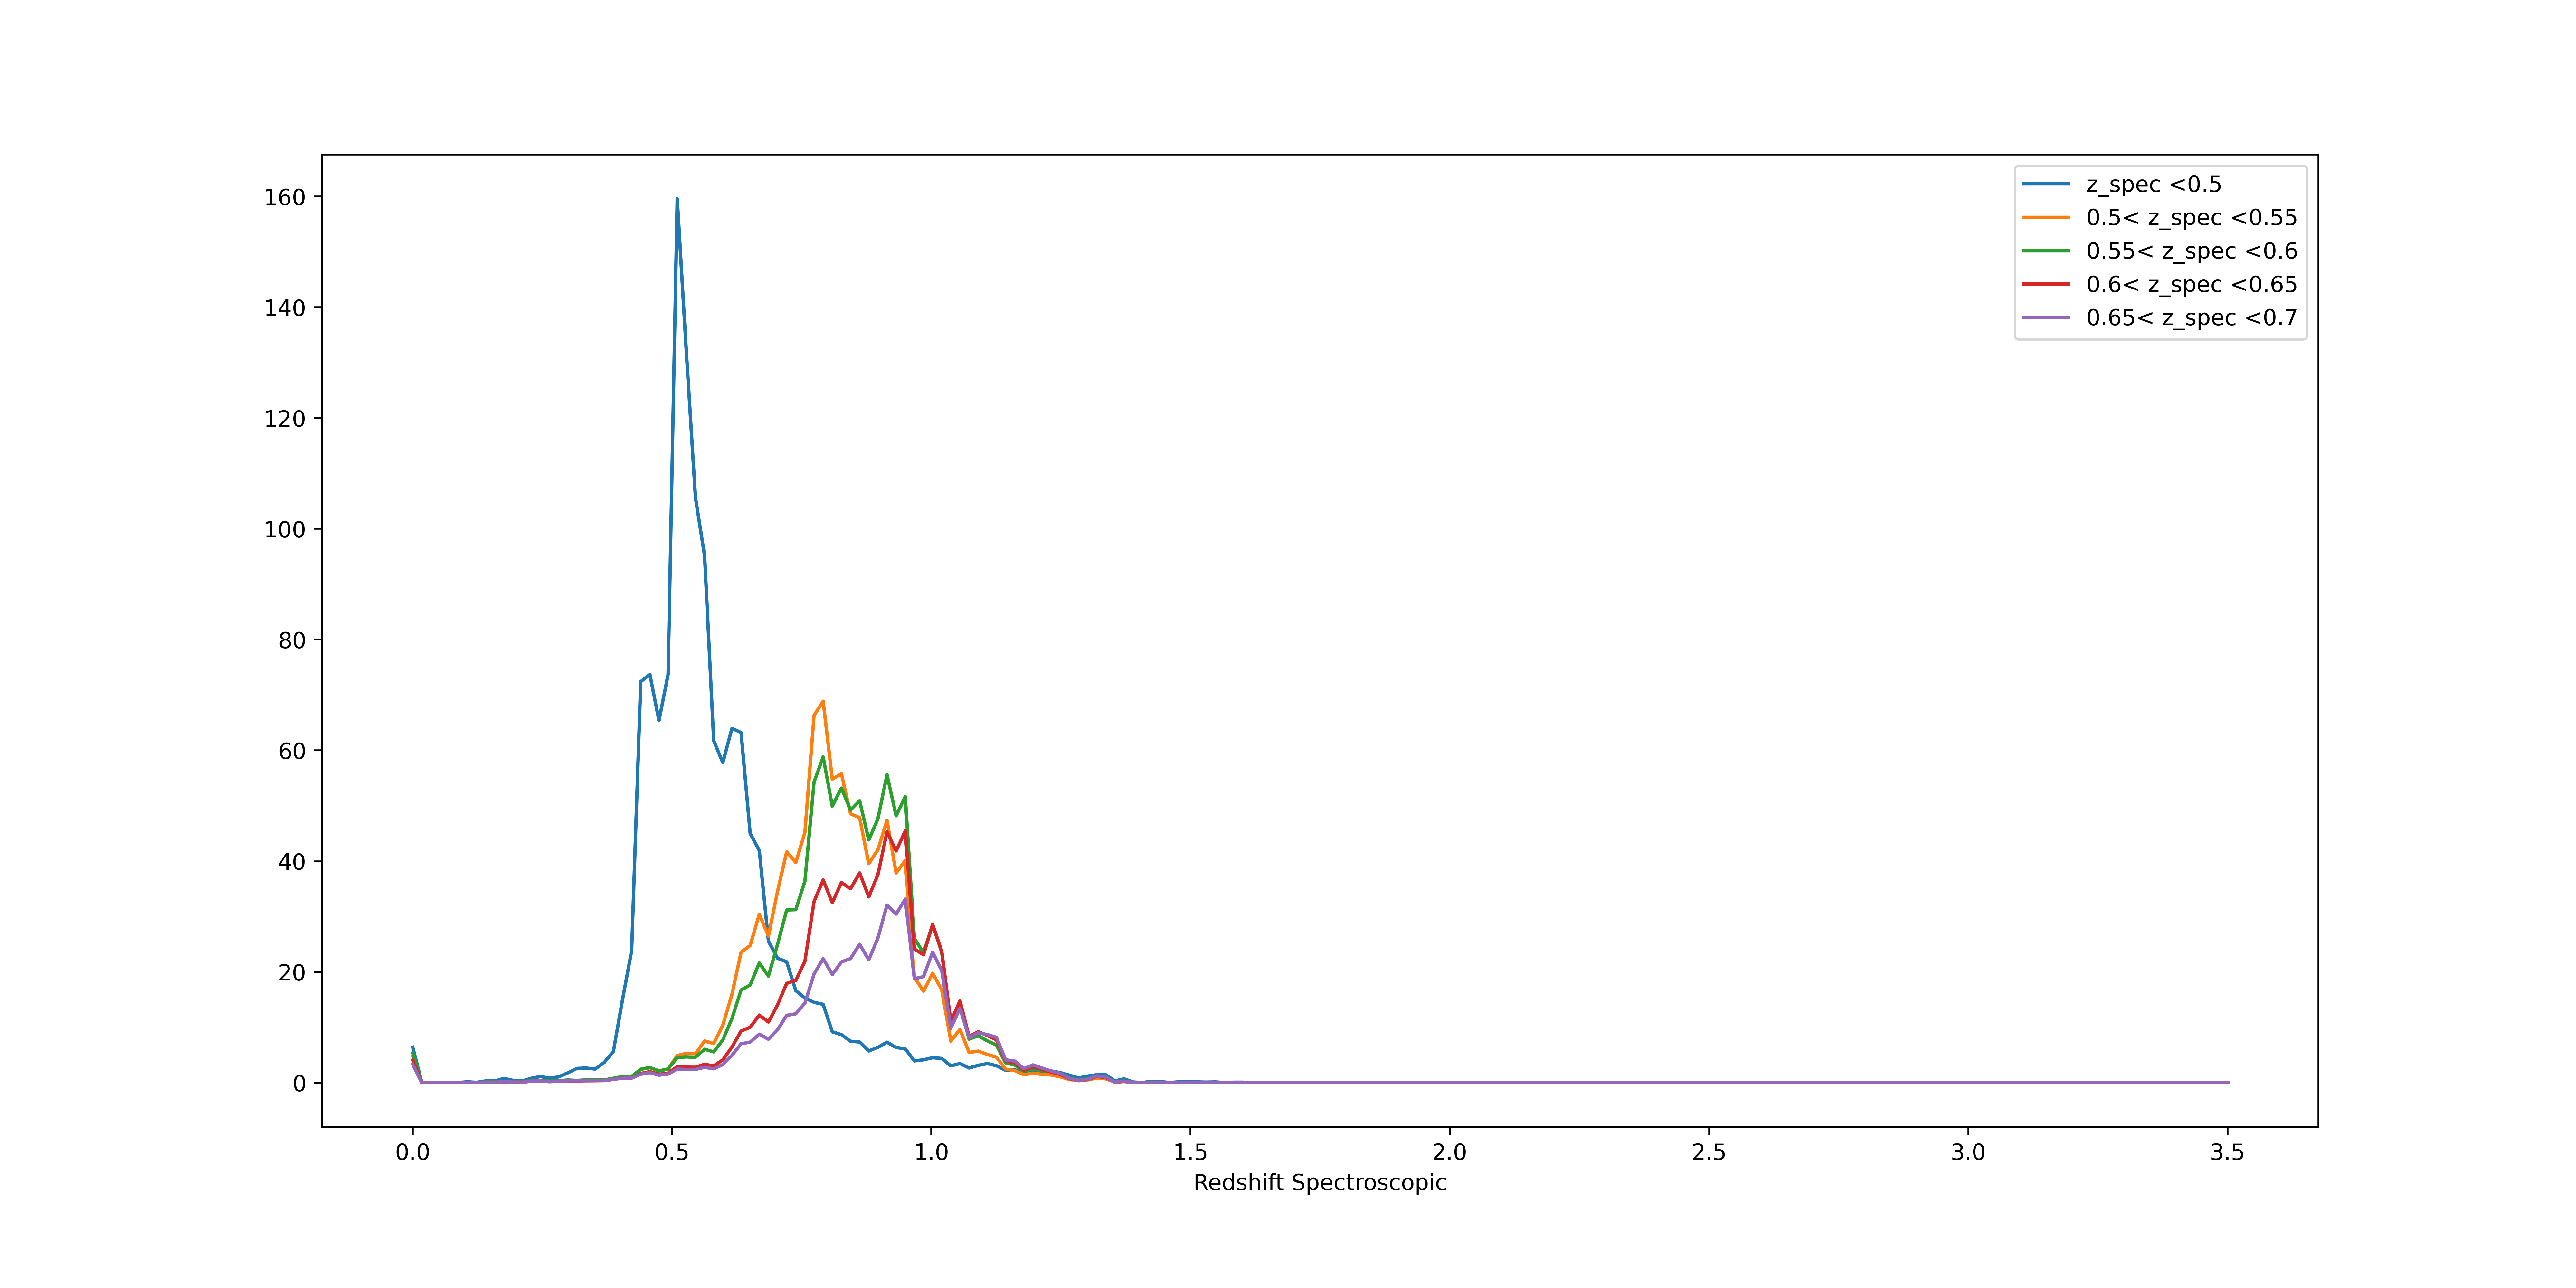 160
140
120
100
80
60
40
20
0
0.0 0.5 1.0 1.5 2.0 2.5 3.0 3.5
Redshift Spectroscopic
z_spec <0.5
0.5< z_spec <0.55
0.55< z_spec <0.6
0.6< z_spec <0.65
0.65< z_spec <0.7